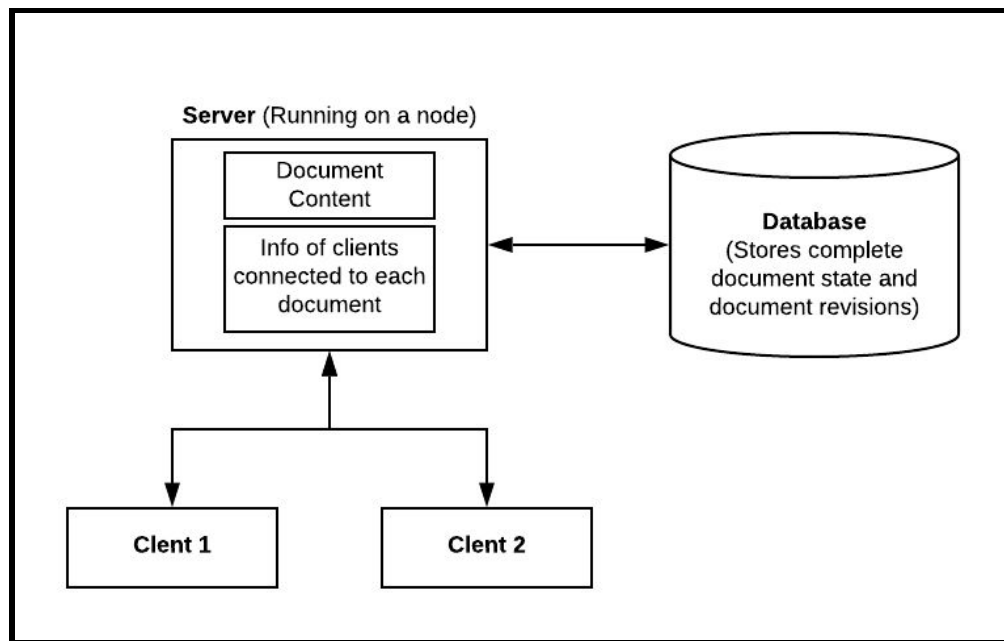 Server (Running on a node)
Document
Content
Info of clients
connected to each
document
Database
(Stores complete
document state and
document revisions)
Clent 1
Clent 2